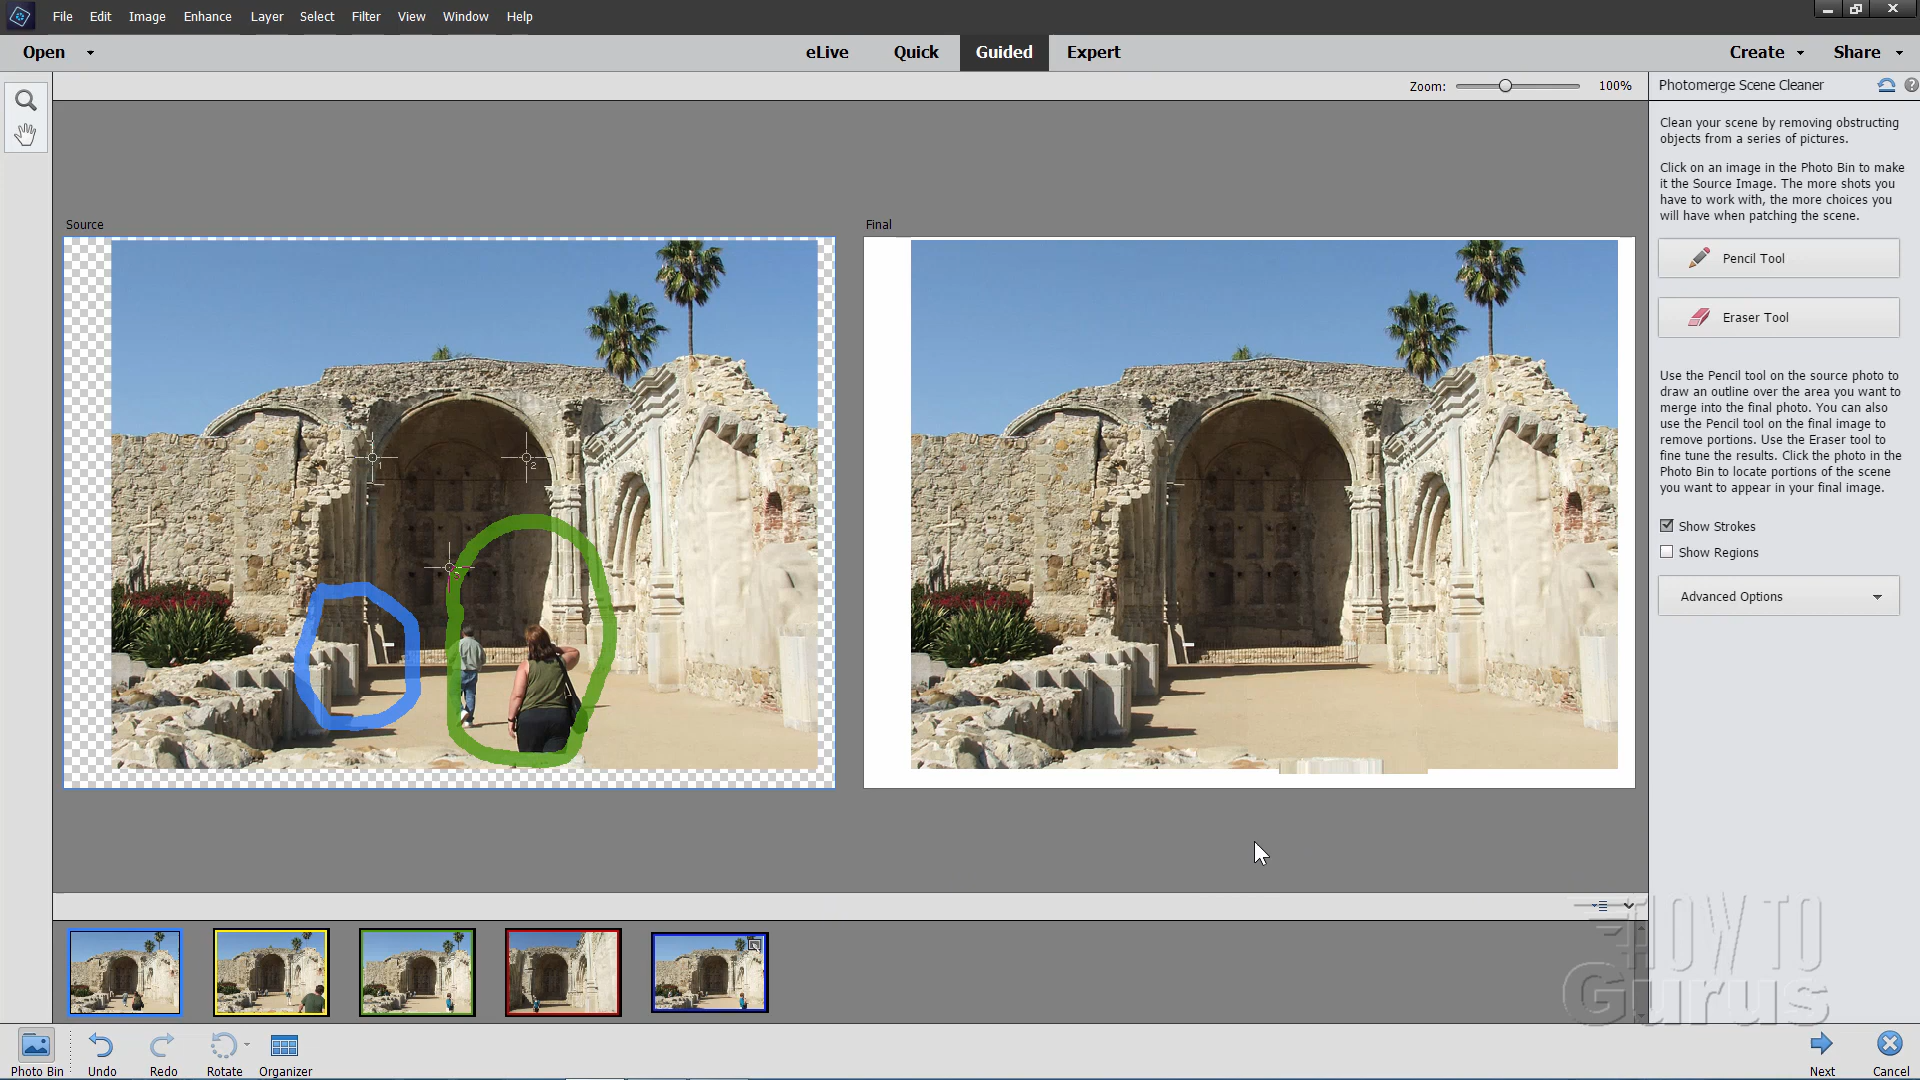 File Edit Image Enhance Layer Select Filter View Window Help
Open eLive Quick Guided Expert Create Share
Zoom: 100%
Photomerge Scene Cleaner
Clean your scene by removing obstructing
objects from a series of pictures.
Click on an image in the Photo Bin to make
it the Source Image. The more shots you
have to work with, the more choices you
will have when patching the scene.
Source
Final
Pencil Tool
Eraser Tool
Use the Pencil tool on the source photo to
draw an outline over the area you want to
merge into the final photo. You can also
use the Pencil tool on the final image to
remove portions. Use the Eraser tool to
fine tune the results. Click the photo in the
Photo Bin to locate portions of the scene
you want to appear in your final image.
1
2
Show Strokes
Show Regions
Advanced Options
HOW TO
Gurus
Photo Bin Undo Redo Rotate Organizer Next Cancel